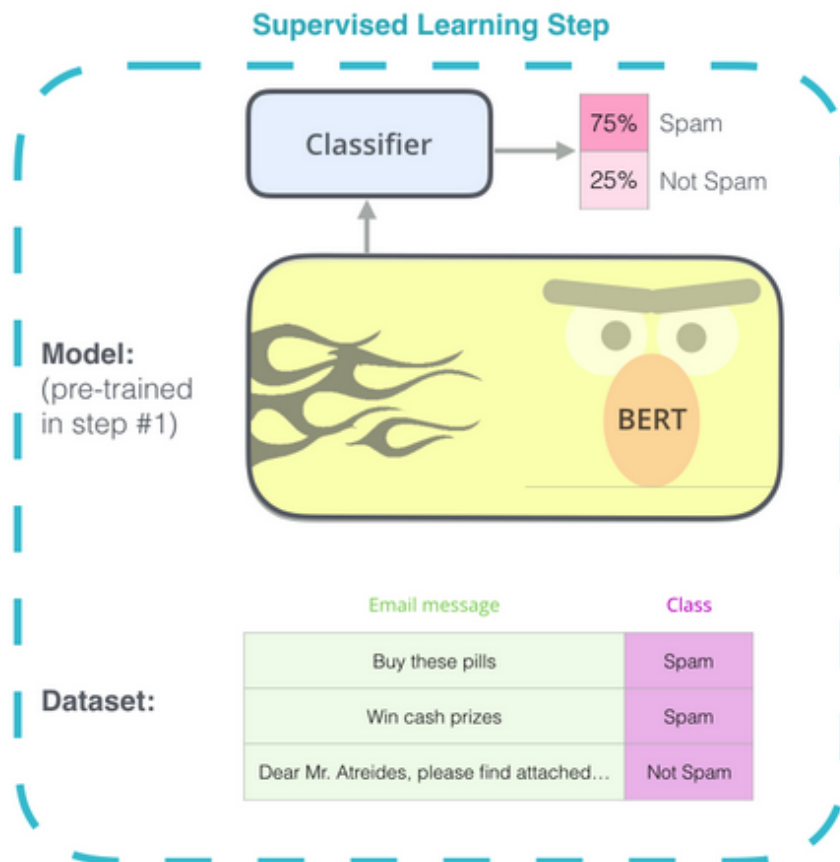 Supervised Learning Step
Classifier
75% Spam
25% Not Spam
Model:
(pre-trained
in step #1)
BERT
Email message Class
Buy these pills Spam
Dataset:
Win cash prizes Spam
Dear Mr. Atreides, please find attached... Not Spam